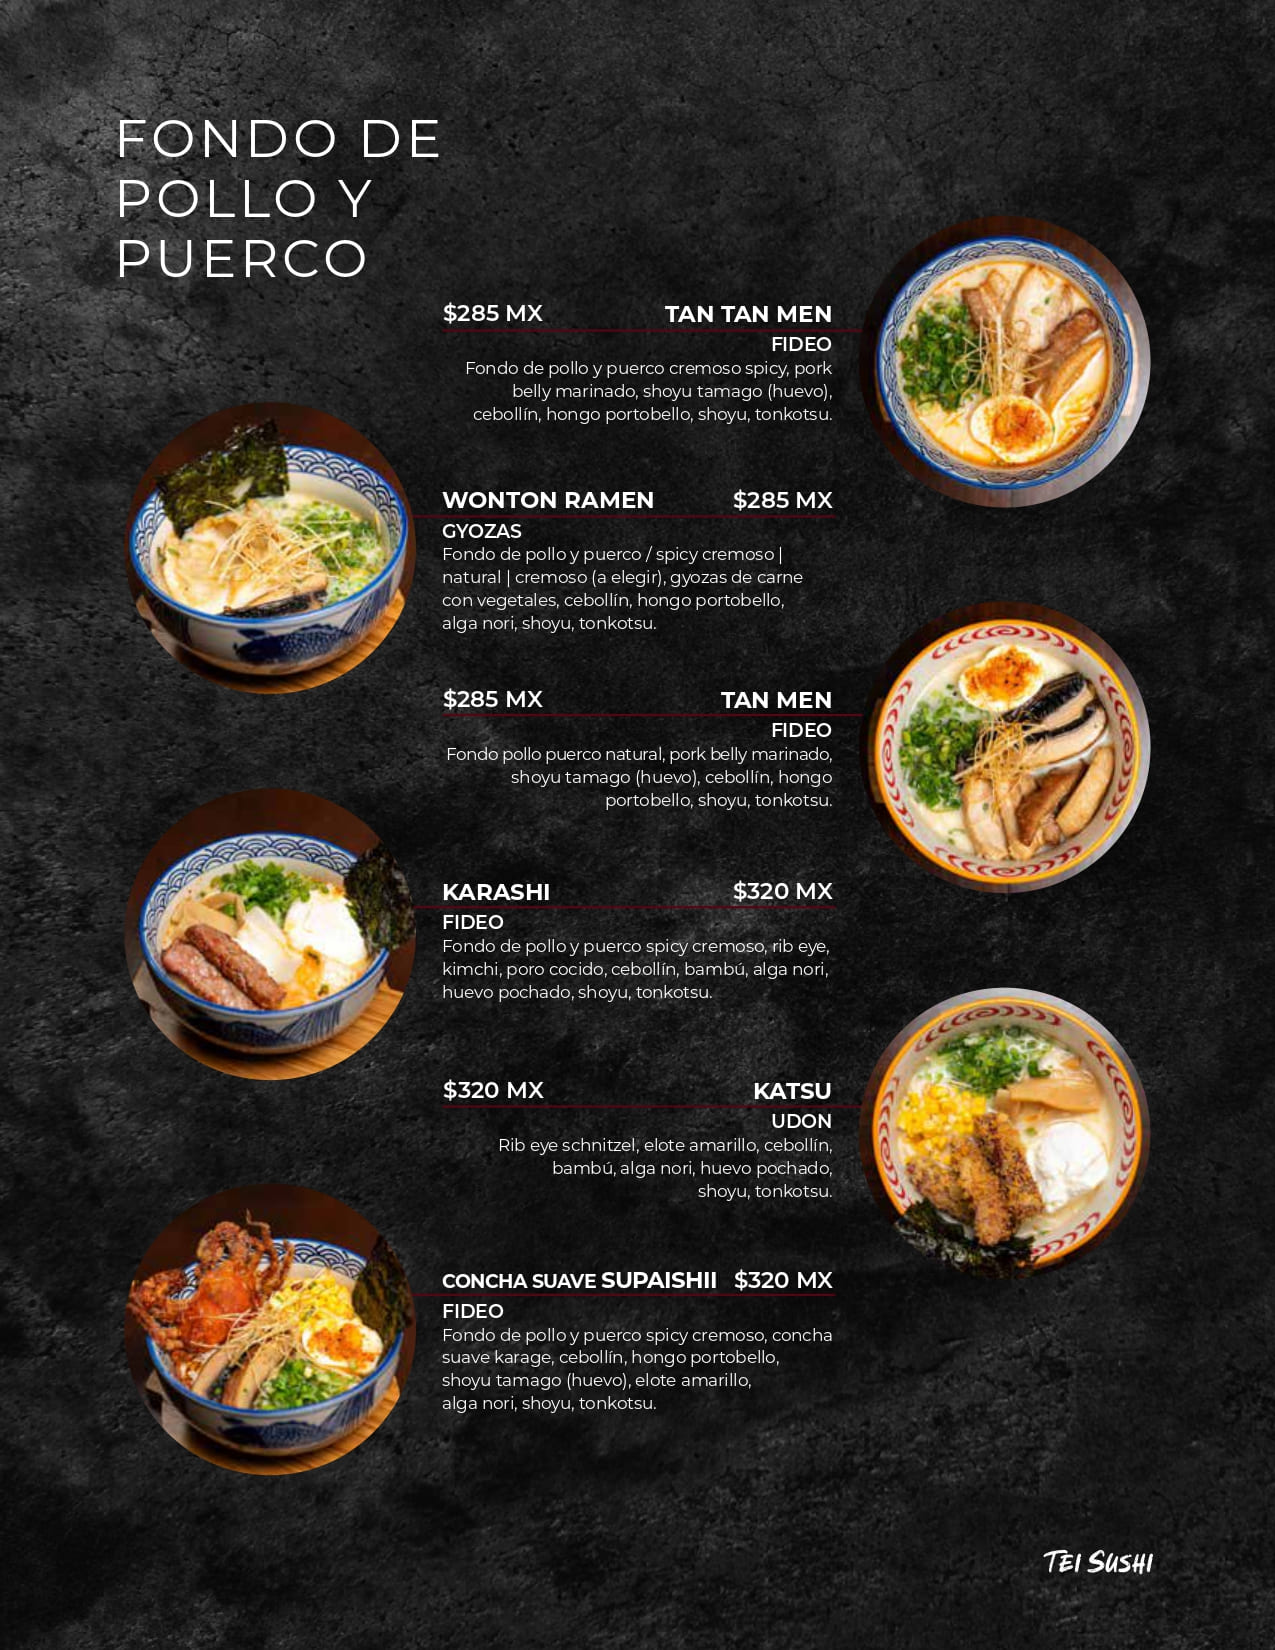 FONDO DE
POLLO Y
PUERCO
$285 MX TAN TAN MEN
FIDEO
Fondo de pollo y puerco cremoso spicy, pork
belly marinado, shoyu tamago (huevo),
cebollín, hongo portobello, shoyu, tonkotsu.
WONTON RAMEN $285 MX
GYOZAS
Fondo de pollo y puerco / spicy cremoso |
natural | cremoso (a elegir), gyozas de carne
con vegetales, cebollín, hongo portobello,
alga nori, shoyu, tonkotsu.
$285 MX TAN MEN
FIDEO
Fondo pollo puerco natural, pork belly marinado,
shoyu tamago (huevo), cebollín, hongo
portobello, shoyu, tonkotsu.
KARASHI $320 MX
FIDEO
Fondo de pollo y puerco spicy cremoso, rib eye,
kimchi, poro cocido, cebollín, bambú, alga nori,
huevo pochado, shoyu, tonkotsu.
$320 MX KATSU
UDON
Rib eye schnitzel, elote amarillo, cebollín,
bambú, alga nori, huevo pochado,
shoyu, tonkotsu.
CONCHA SUAVE SUPAISHII $320 MX
FIDEO
Fondo de pollo y puerco spicy cremoso, concha
suave karage, cebollín, hongo portobello,
shoyu tamago (huevo), elote amarillo,
alga nori, shoyu, tonkotsu.
TEI SUSHI